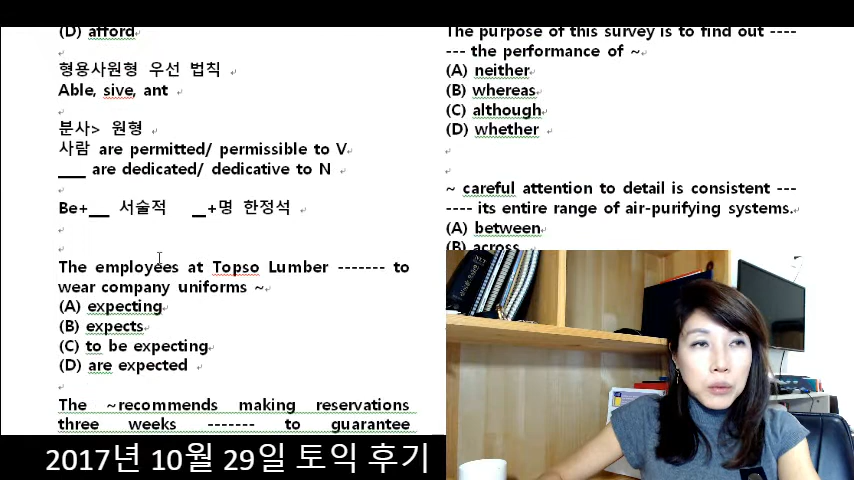 (D) afford
형용사원형 우선 법칙
Able, sive, ant
분사> 원형
사람 are permitted/ permissible to V
___ are dedicated/ dedicative to N
Be+__ 서술적 __+명 한정석
The employees at Topso Lumber ------- to
wear company uniforms ~
(A) expecting
(B) expects
(C) to be expecting
(D) are expected
The ~recommends making reservations
three weeks ------- to guarantee
The purpose of this survey is to find out ----
--- the performance of ~
(A) neither
(B) whereas
(C) although
(D) whether
~ careful attention to detail is consistent ---
---- its entire range of air-purifying systems.
(A) between
(B) across
2017년 10월 29일 토익 후기